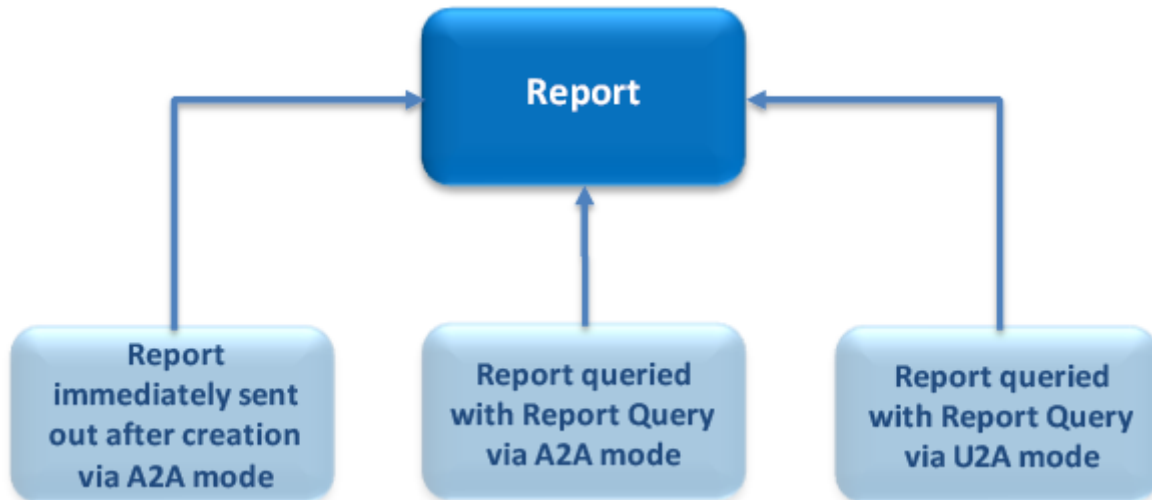 Report
Report
immediately sent
out after creation
via A2A mode
Report queried
with Report Query
via A2A mode
Report queried
with Report Query
via U2A mode